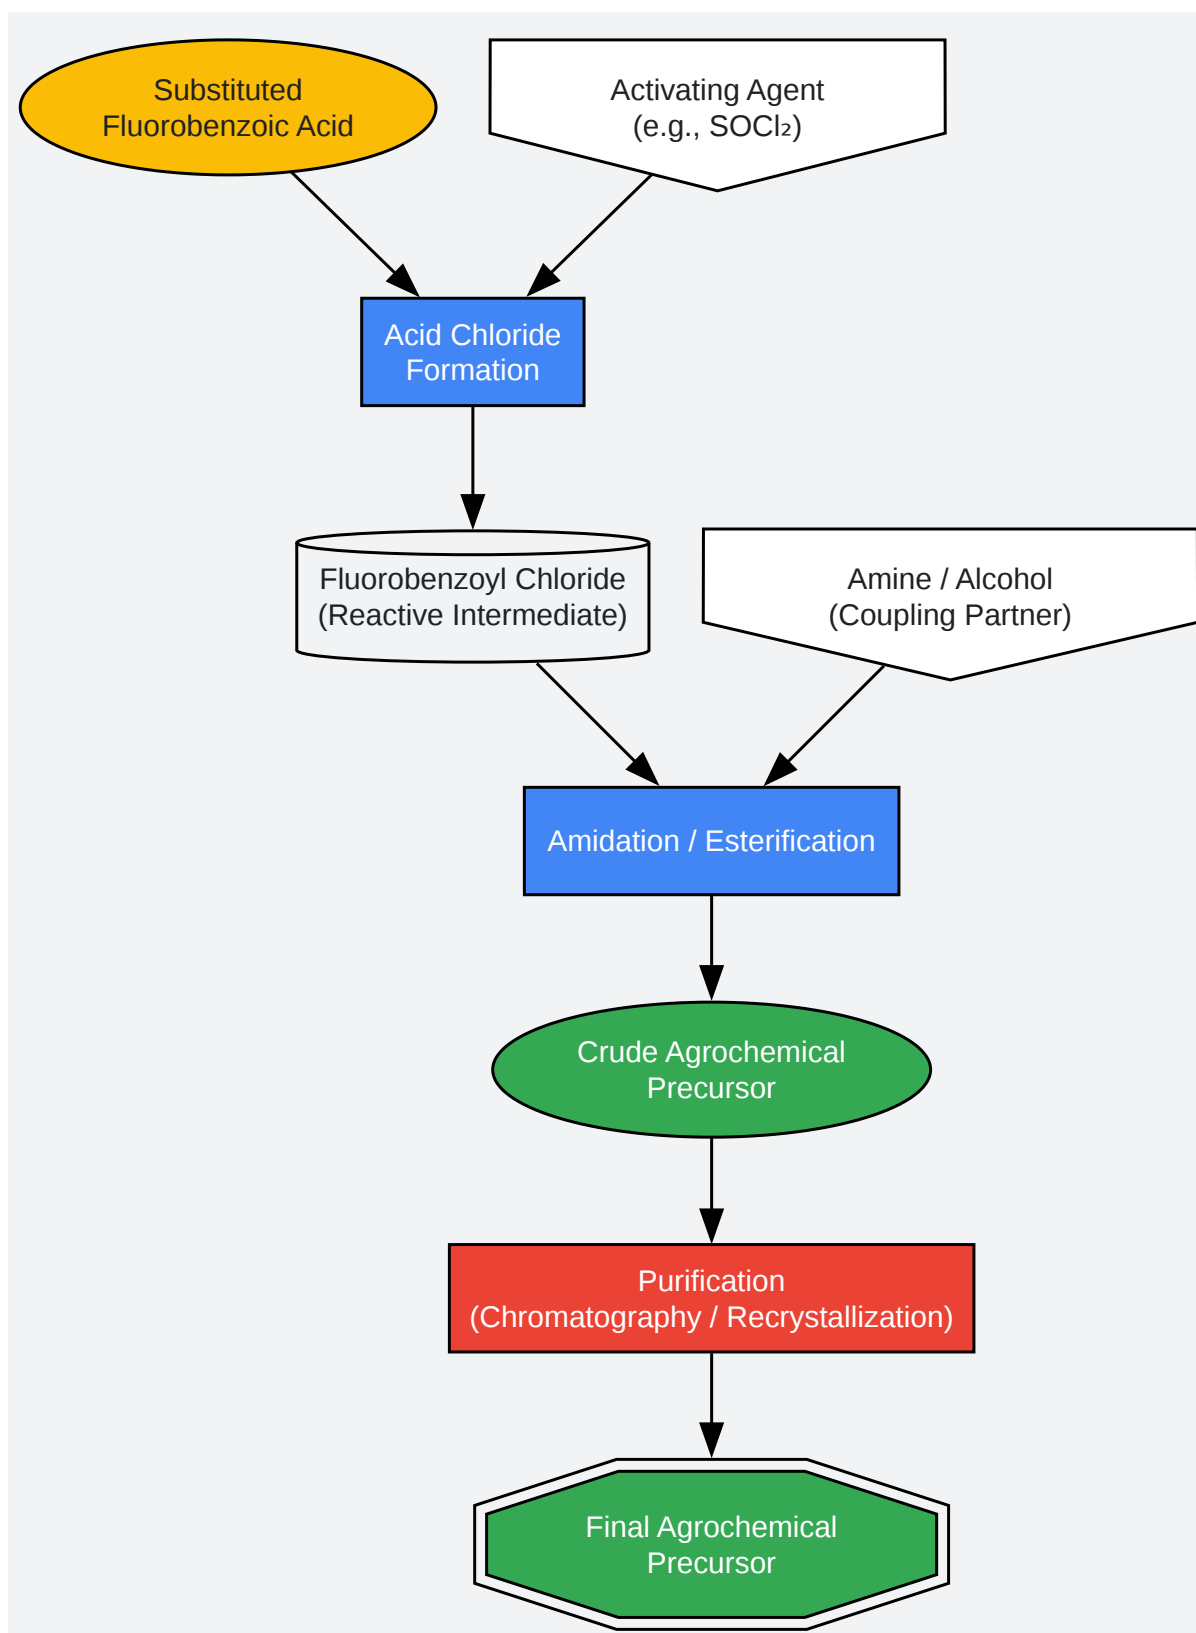 Substituted
Fluorobenzoic Acid
Activating Agent
(e.g., SOCl₂)
Acid Chloride
Formation
Fluorobenzoyl Chloride
(Reactive Intermediate)
Amine / Alcohol
(Coupling Partner)
Amidation / Esterification
Crude Agrochemical
Precursor
Purification
(Chromatography / Recrystallization)
Final Agrochemical
Precursor